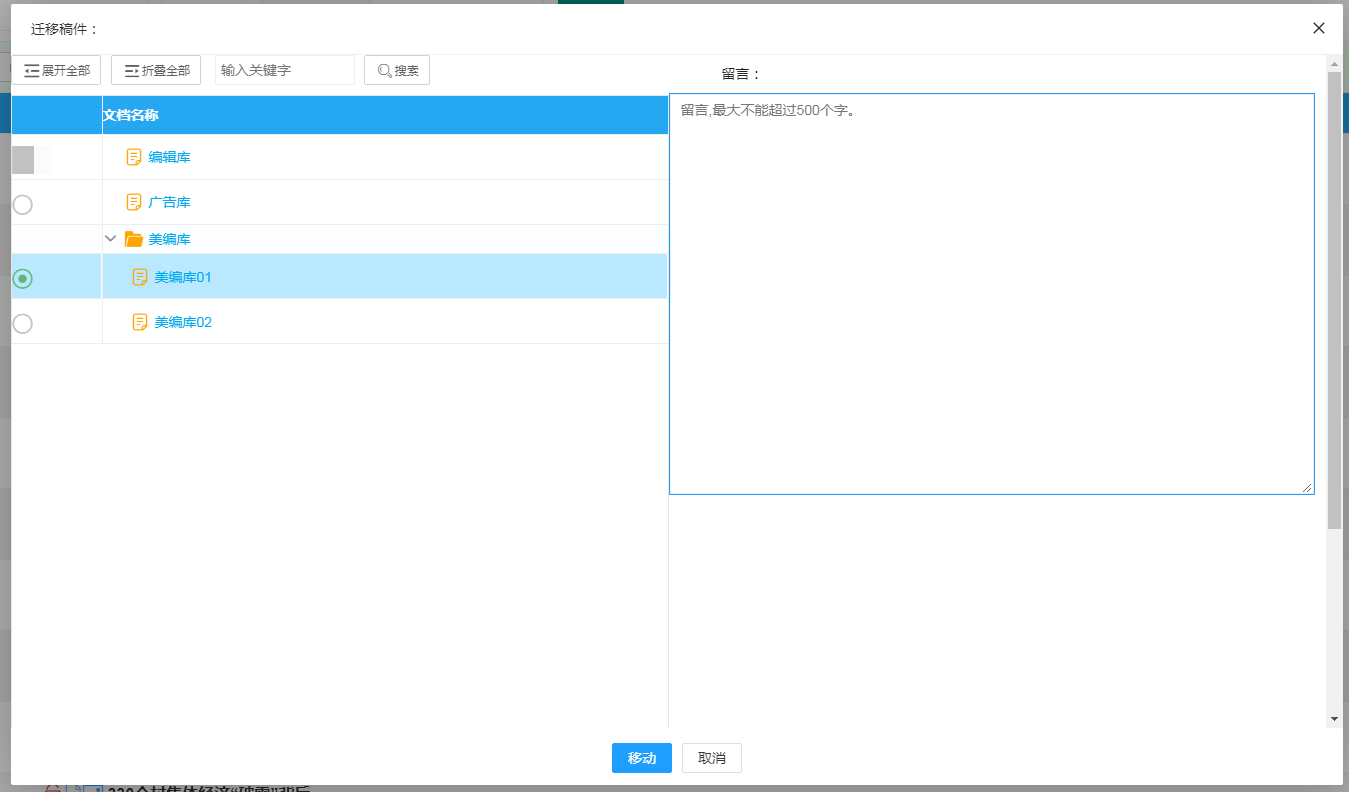 迁移稿件：
展开全部 折叠全部 输入关键字 搜索
留言：
文档名称
留言,最大不能超过500个字。
编辑库
广告库
美编库
美编库01
美编库02
移动 取消